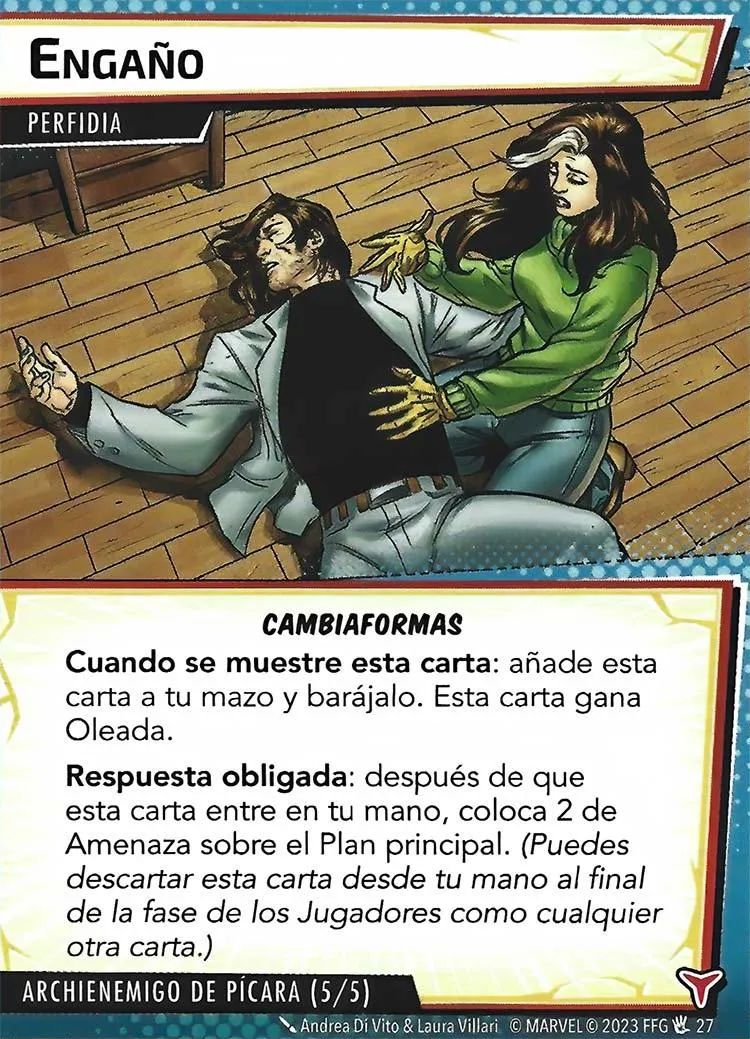 Engaño
PERFIDIA
CAMBIAFORMAS
Cuando se muestre esta carta: añade esta
carta a tu mazo y barájalo. Esta carta gana
Oleada.
Respuesta obligada: después de que
esta carta entre en tu mano, coloca 2 de
Amenaza sobre el Plan principal. (Puedes
descartar esta carta desde tu mano al final
de la fase de los Jugadores como cualquier
otra carta.)
ARCHIENEMIGO DE PÍCARA (5/5)
Andrea Di Vito & Laura Villari © MARVEL © 2023 FFG 27